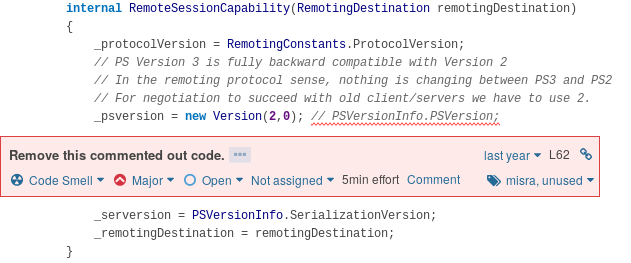 internal RemoteSessionCapability(RemotingDestination remotingDestination)
{
_protocolVersion = RemotingConstants.ProtocolVersion;
// PS Version 3 is fully backward compatible with Version 2
// In the remoting protocol sense, nothing is changing between PS3 and PS2
// For negotiation to succeed with old client/servers we have to use 2.
_psversion = new Version(2,0); // PSVersionInfo.PSVersion;
Remove this commented out code. last year L62
Code Smell Major Open Not assigned 5min effort Comment misra, unused
_serversion = PSVersionInfo.SerializationVersion;
_remotingDestination = remotingDestination;
}